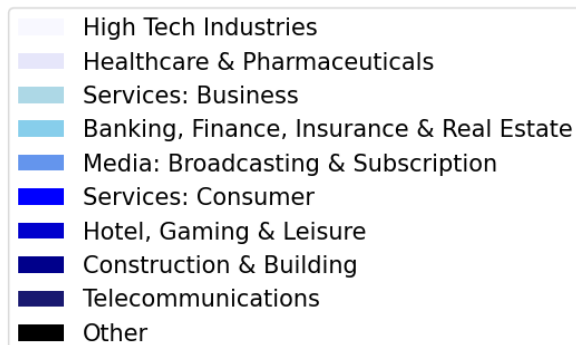 High Tech Industries
Healthcare & Pharmaceuticals
Services: Business
Banking, Finance, Insurance & Real Estate
Media: Broadcasting & Subscription
Services: Consumer
Hotel, Gaming & Leisure
Construction & Building
Telecommunications
Other